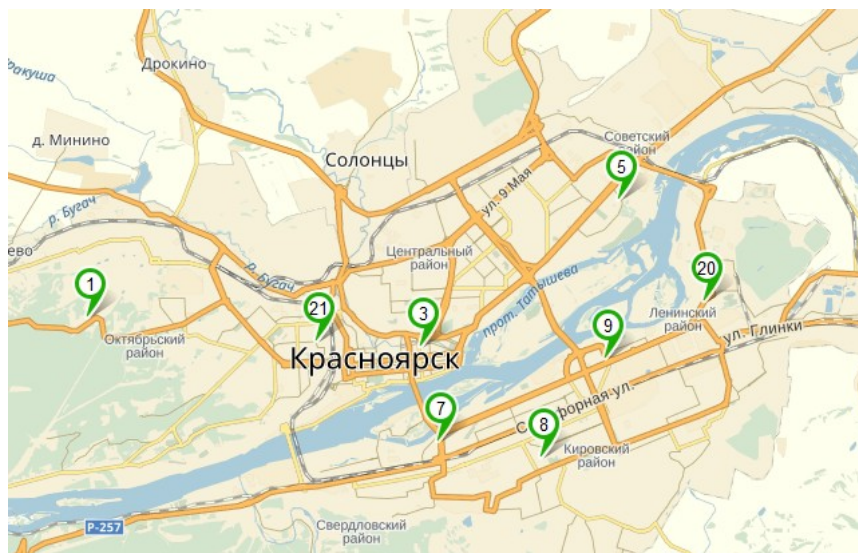 Дрокино
р. Ракуша
д. Минино
Солонцы
Советский
район
5
ул. 9 Мая
р. Бугач
Центральный
район
р. Бугач
прот. Татышева
1
20
21
3
Октябрьский
район
Ленинский
район
9
ул. Глинки
Красноярск
7
8
Кировский
район
Р-257
Свердловский
район